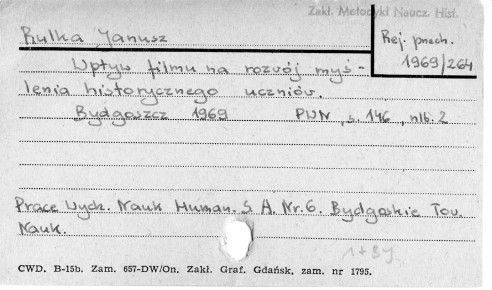 Zakł. Metodyki Naucz. Hist.
Rulka Janusz
Rej. pnech.
1969/264
Wpływ filmu na rozwój myś-
lenia historycznego uczniów.
Bydgoszcz 1969 PWN, s. 146, nlb. 2
Prace Wydz. Nauk Human. S. A. Nr. 6. Bydgoskie Tow.
Nauk.
CWD. B-15b. Zam. 657-DW/On. Zakł. Graf. Gdańsk, zam. nr 1795.